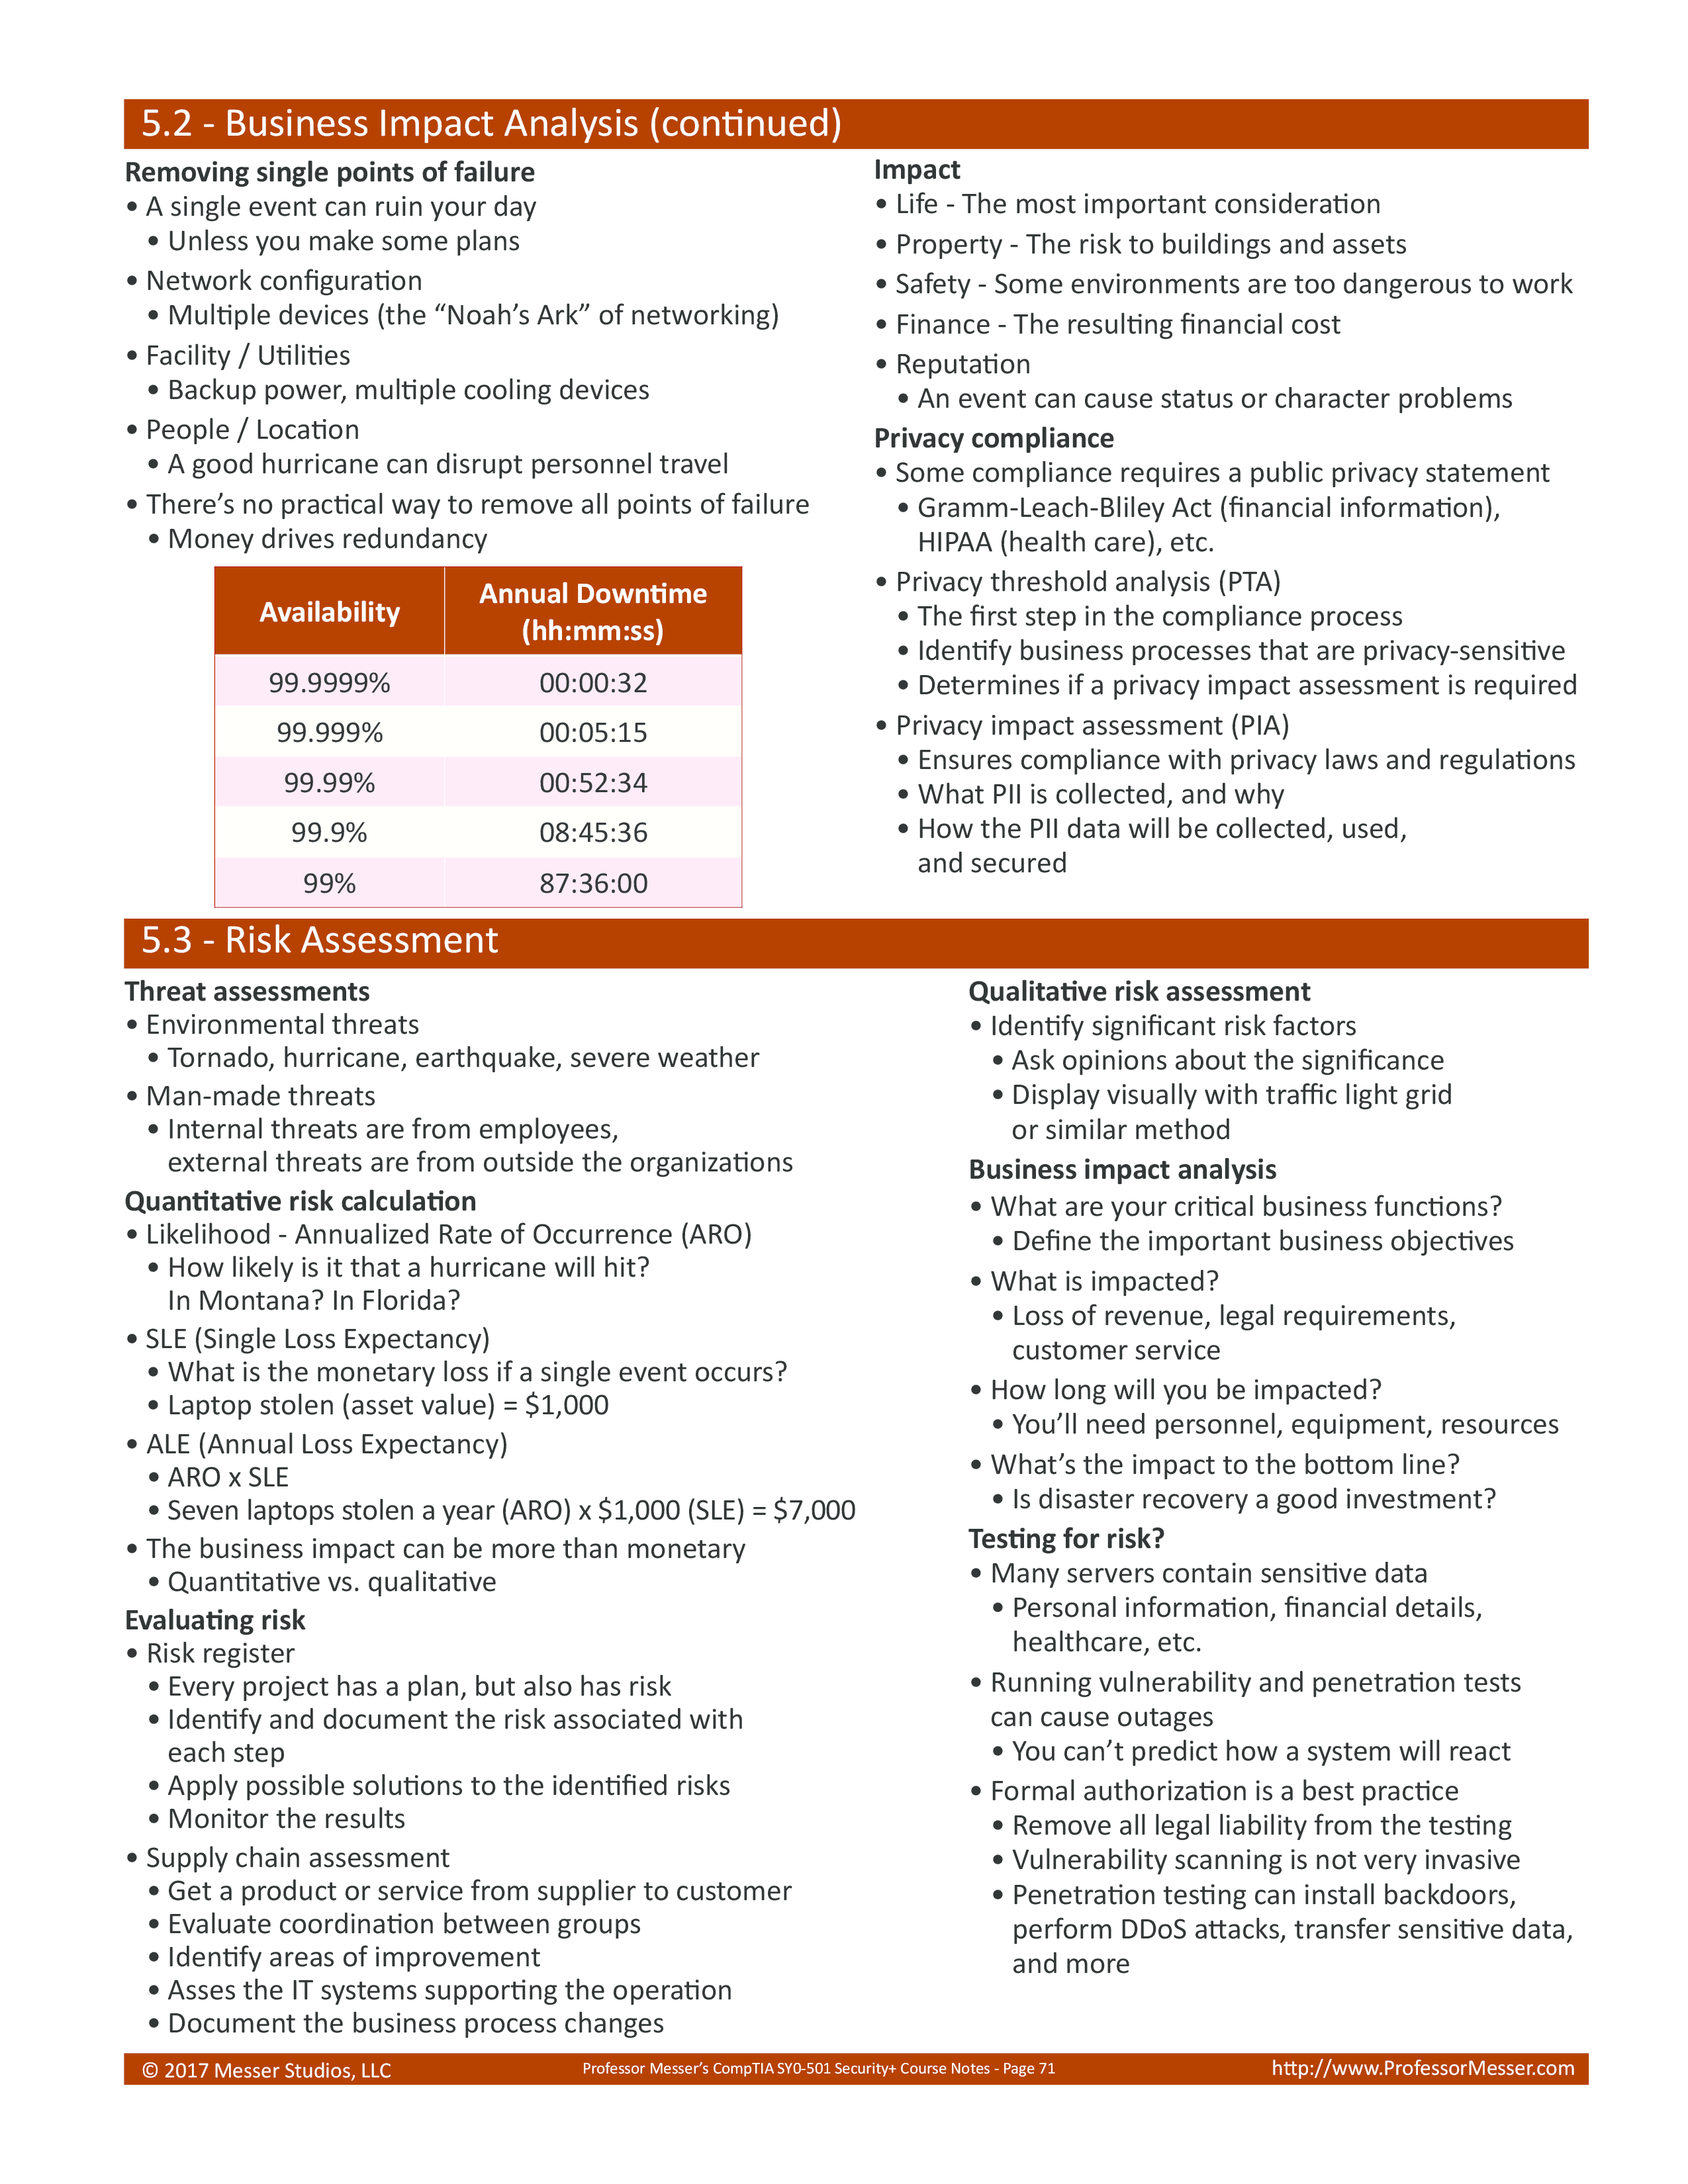 5.2 - Business Impact Analysis (continued)
Removing single points of failure
• A single event can ruin your day
• Unless you make some plans
• Network configuration
• Multiple devices (the “Noah’s Ark” of networking)
• Facility / Utilities
• Backup power, multiple cooling devices
• People / Location
• A good hurricane can disrupt personnel travel
• There’s no practical way to remove all points of failure
• Money drives redundancy
Availability
Annual Downtime
(hh:mm:ss)
99.9999% 00:00:32
99.999% 00:05:15
99.99% 00:52:34
99.9% 08:45:36
99% 87:36:00
Impact
• Life - The most important consideration
• Property - The risk to buildings and assets
• Safety - Some environments are too dangerous to work
• Finance - The resulting financial cost
• Reputation
• An event can cause status or character problems
Privacy compliance
• Some compliance requires a public privacy statement
• Gramm-Leach-Bliley Act (financial information),
HIPAA (health care), etc.
• Privacy threshold analysis (PTA)
• The first step in the compliance process
• Identify business processes that are privacy-sensitive
• Determines if a privacy impact assessment is required
• Privacy impact assessment (PIA)
• Ensures compliance with privacy laws and regulations
• What PII is collected, and why
• How the PII data will be collected, used,
and secured
5.3 - Risk Assessment
Threat assessments
• Environmental threats
• Tornado, hurricane, earthquake, severe weather
• Man-made threats
• Internal threats are from employees,
external threats are from outside the organizations
Quantitative risk calculation
• Likelihood - Annualized Rate of Occurrence (ARO)
• How likely is it that a hurricane will hit?
In Montana? In Florida?
• SLE (Single Loss Expectancy)
• What is the monetary loss if a single event occurs?
• Laptop stolen (asset value) = $1,000
• ALE (Annual Loss Expectancy)
• ARO x SLE
• Seven laptops stolen a year (ARO) x $1,000 (SLE) = $7,000
• The business impact can be more than monetary
• Quantitative vs. qualitative
Evaluating risk
• Risk register
• Every project has a plan, but also has risk
• Identify and document the risk associated with
each step
• Apply possible solutions to the identified risks
• Monitor the results
• Supply chain assessment
• Get a product or service from supplier to customer
• Evaluate coordination between groups
• Identify areas of improvement
• Asses the IT systems supporting the operation
• Document the business process changes
Qualitative risk assessment
• Identify significant risk factors
• Ask opinions about the significance
• Display visually with traffic light grid
or similar method
Business impact analysis
• What are your critical business functions?
• Define the important business objectives
• What is impacted?
• Loss of revenue, legal requirements,
customer service
• How long will you be impacted?
• You’ll need personnel, equipment, resources
• What’s the impact to the bottom line?
• Is disaster recovery a good investment?
Testing for risk?
• Many servers contain sensitive data
• Personal information, financial details,
healthcare, etc.
• Running vulnerability and penetration tests
can cause outages
• You can’t predict how a system will react
• Formal authorization is a best practice
• Remove all legal liability from the testing
• Vulnerability scanning is not very invasive
• Penetration testing can install backdoors,
perform DDoS attacks, transfer sensitive data,
and more
© 2017 Messer Studios, LLC
Professor Messer’s CompTIA SY0-501 Security+ Course Notes - Page 71
http://www.ProfessorMesser.com